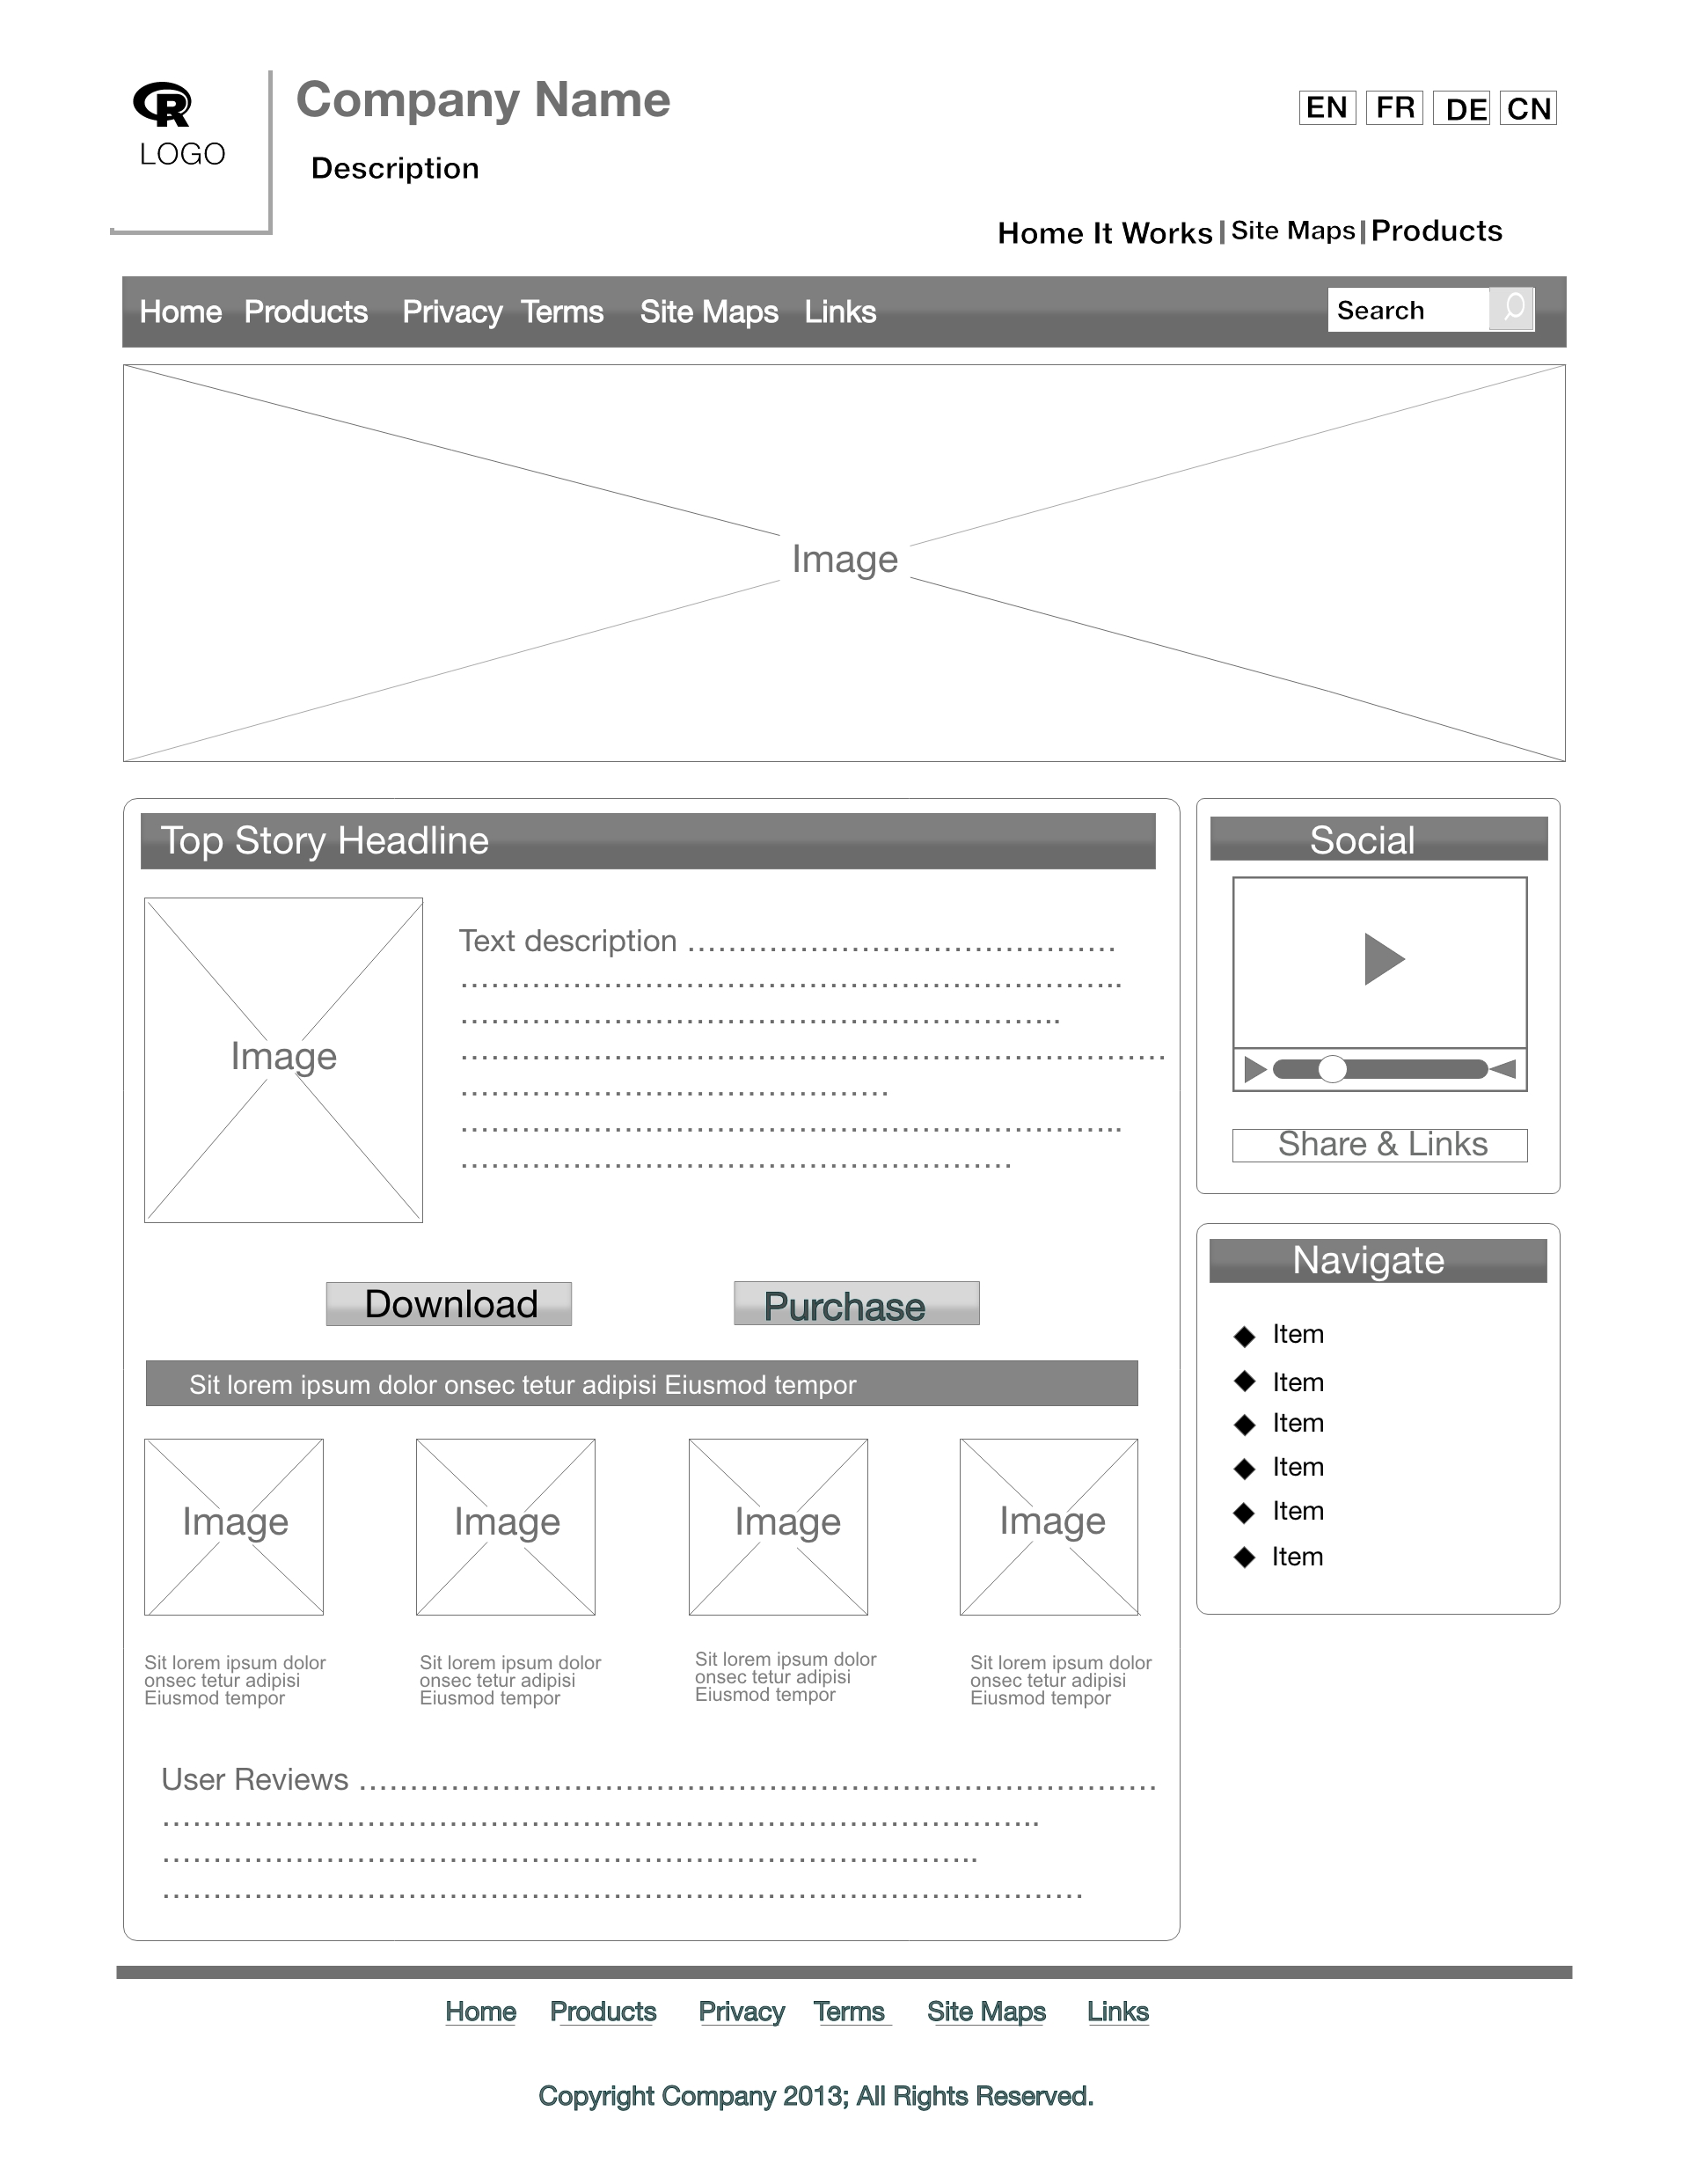 R
LOGO
Company Name
Description
EN FR DE CN
Home It Works | Site Maps | Products
Home Products Privacy Terms Site Maps Links
Search
Image
Top Story Headline
Image
Text description ..........................................
................................................................
..........................................................
.....................................................................
..........................................
................................................................
......................................................
Download Purchase
Sit lorem ipsum dolor onsec tetur adipisi Eiusmod tempor
Image Image Image Image
Sit lorem ipsum dolor
onsec tetur adipisi
Eiusmod tempor
Sit lorem ipsum dolor
onsec tetur adipisi
Eiusmod tempor
Sit lorem ipsum dolor
onsec tetur adipisi
Eiusmod tempor
Sit lorem ipsum dolor
onsec tetur adipisi
Eiusmod tempor
User Reviews ..............................................................................
......................................................................................
................................................................................
..........................................................................................
Social
Share & Links
Navigate
Item
Item
Item
Item
Item
Item
Home Products Privacy Terms Site Maps Links
Copyright Company 2013; All Rights Reserved.